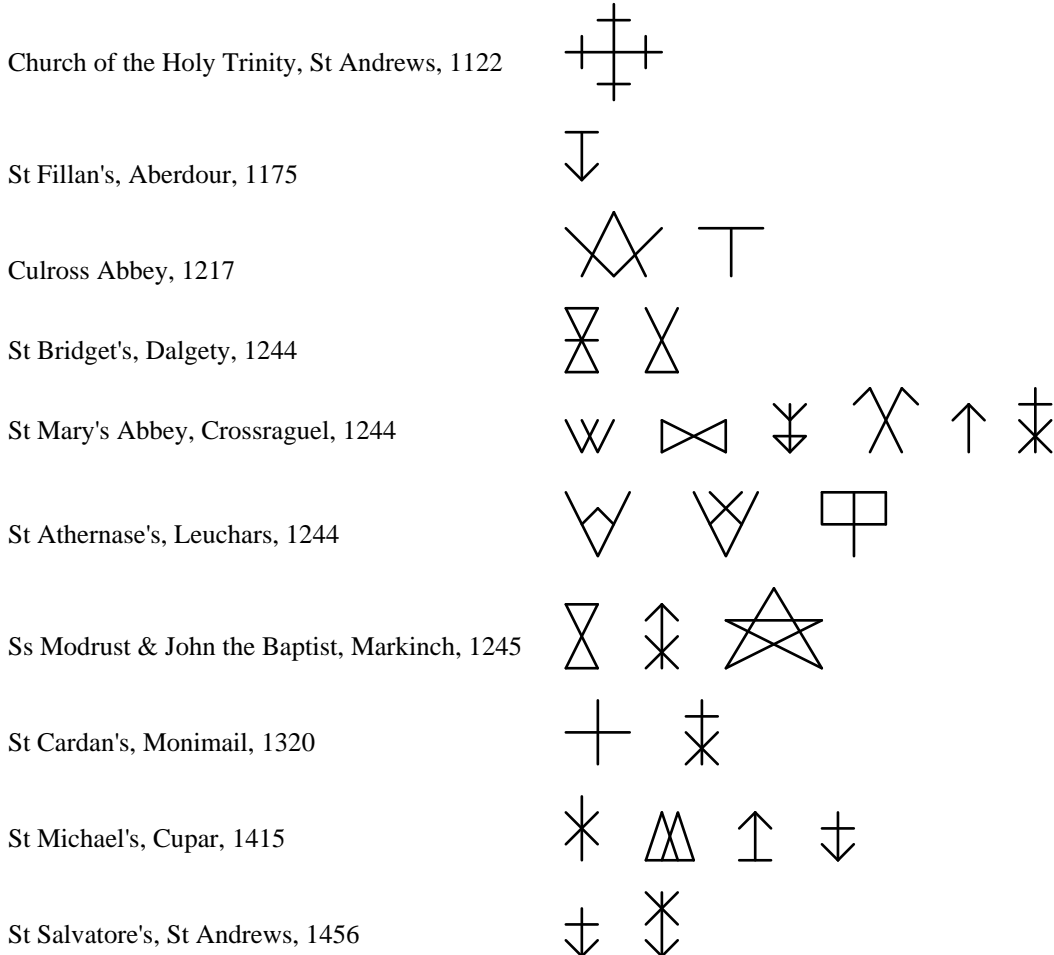 Church of the Holy Trinity, St Andrews, 1122
St Fillan's, Aberdour, 1175
Culross Abbey, 1217
St Bridget's, Dalgety, 1244
St Mary's Abbey, Crossraguel, 1244
St Athernase's, Leuchars, 1244
Ss Modrust & John the Baptist, Markinch, 1245
St Cardan's, Monimail, 1320
St Michael's, Cupar, 1415
St Salvatore's, St Andrews, 1456